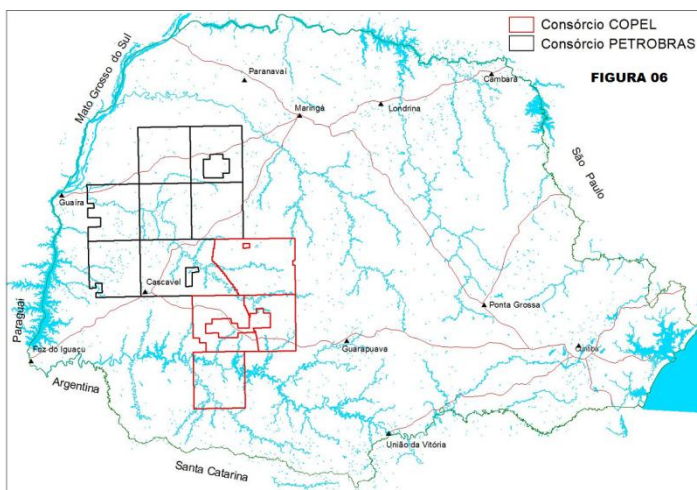 Consórcio COPEL
Consórcio PETROBRAS
FIGURA 06
Mato Grosso do Sul
Paranavaí
Cambará
Londrina
Maringá
São Paulo
Guaíra
Cascavel
Ponta Grossa
Paraguai
Foz do Iguaçu
Guarapuava
Curitiba
Argentina
União da Vitória
Santa Catarina